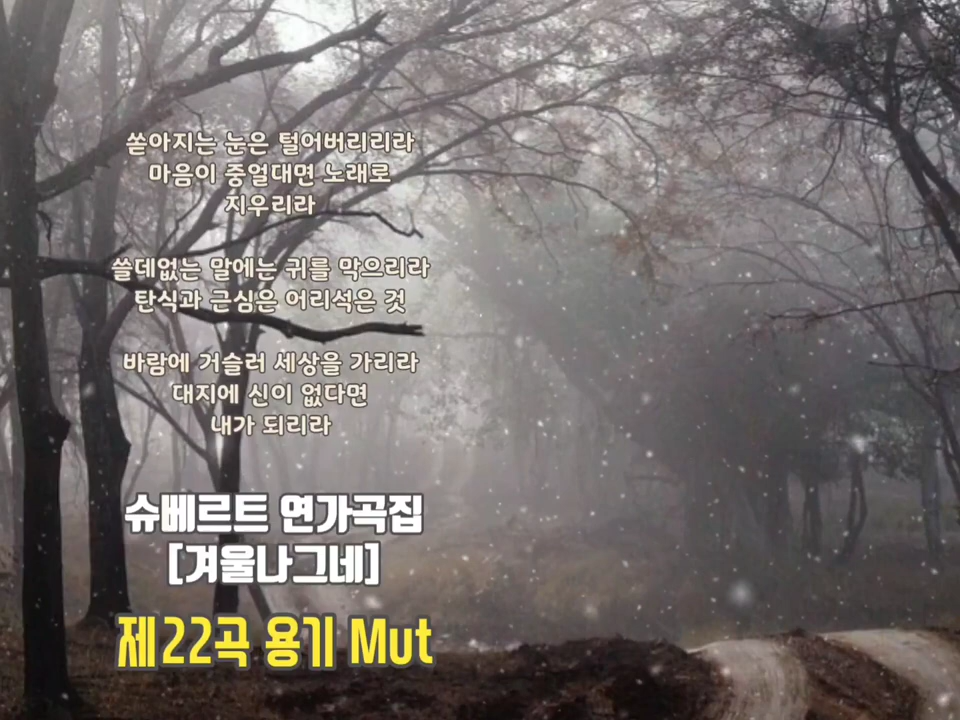 쏟아지는 눈은 털어버리리라
마음이 중얼대면 노래로
지우리라
쓸데없는 말에는 귀를 막으리라
탄식과 근심은 어리석은 것
바람에 거슬러 세상을 가리라
대지에 신이 없다면
내가 되리라
슈베르트 연가곡집
[겨울나그네]
제22곡 용기 Mut